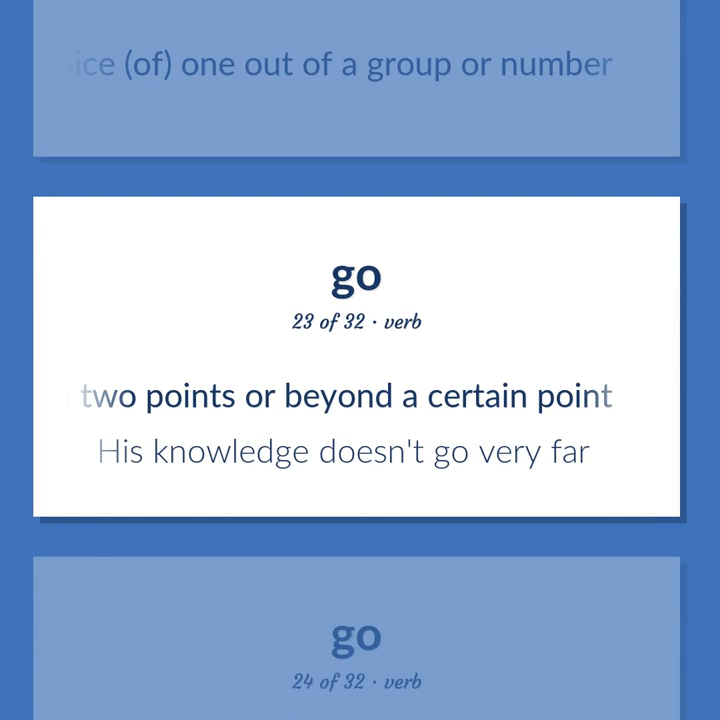 (of) one out of a group or number
go
23 of 32 · verb
two points or beyond a certain point
His knowledge doesn't go very far
go
24 of 32 · verb